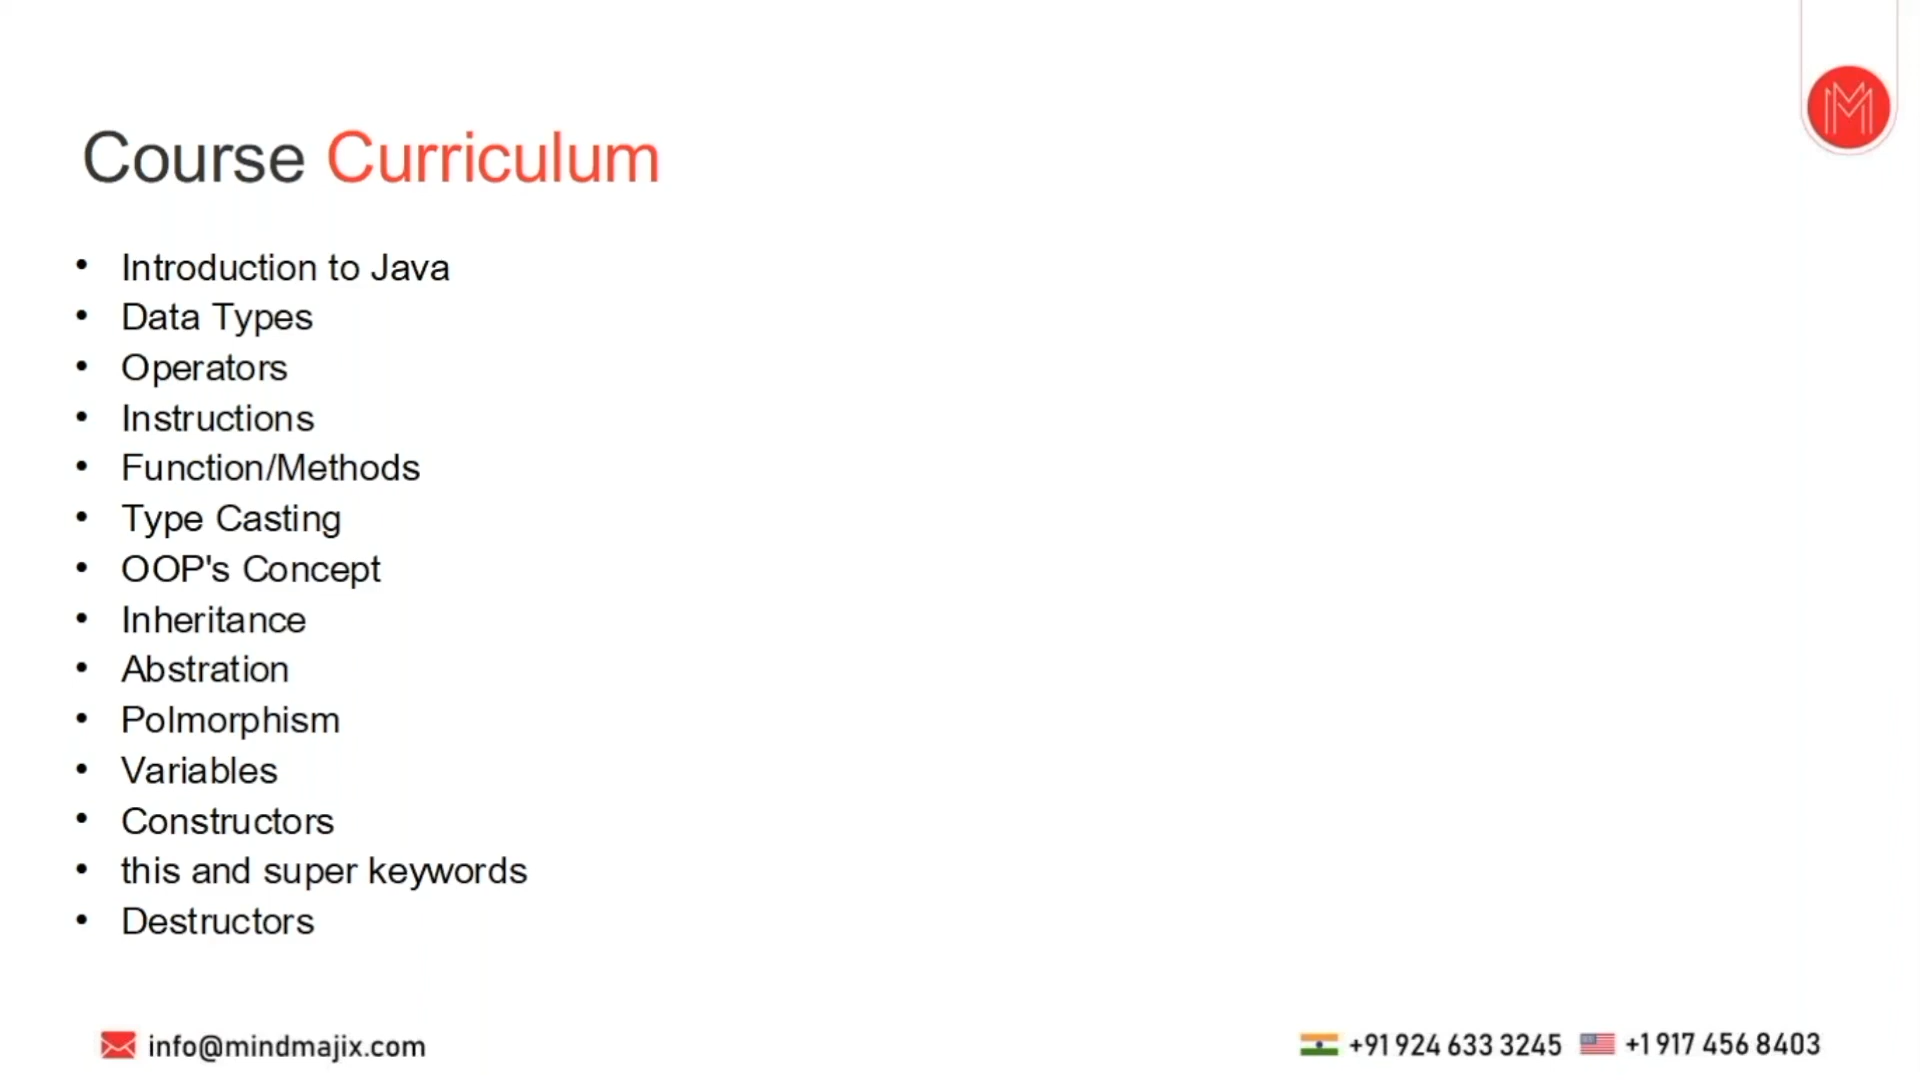 Course Curriculum
• Introduction to Java
• Data Types
• Operators
• Instructions
• Function/Methods
• Type Casting
• OOP's Concept
• Inheritance
• Abstration
• Polmorphism
• Variables
• Constructors
• this and super keywords
• Destructors
info@mindmajix.com
+91 924 633 3245 +1 917 456 8403